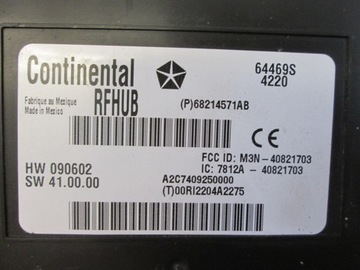 Continental
64469S
4220
Fabrique au Mexique
Made in Mexico
RFHUB
(P)68214571AB
CE
FCC ID: M3N-40821703
IC: 7812A - 40821703
HW 090602
SW 41.00.00
A2C7409250000
(T)00RI2204A2275